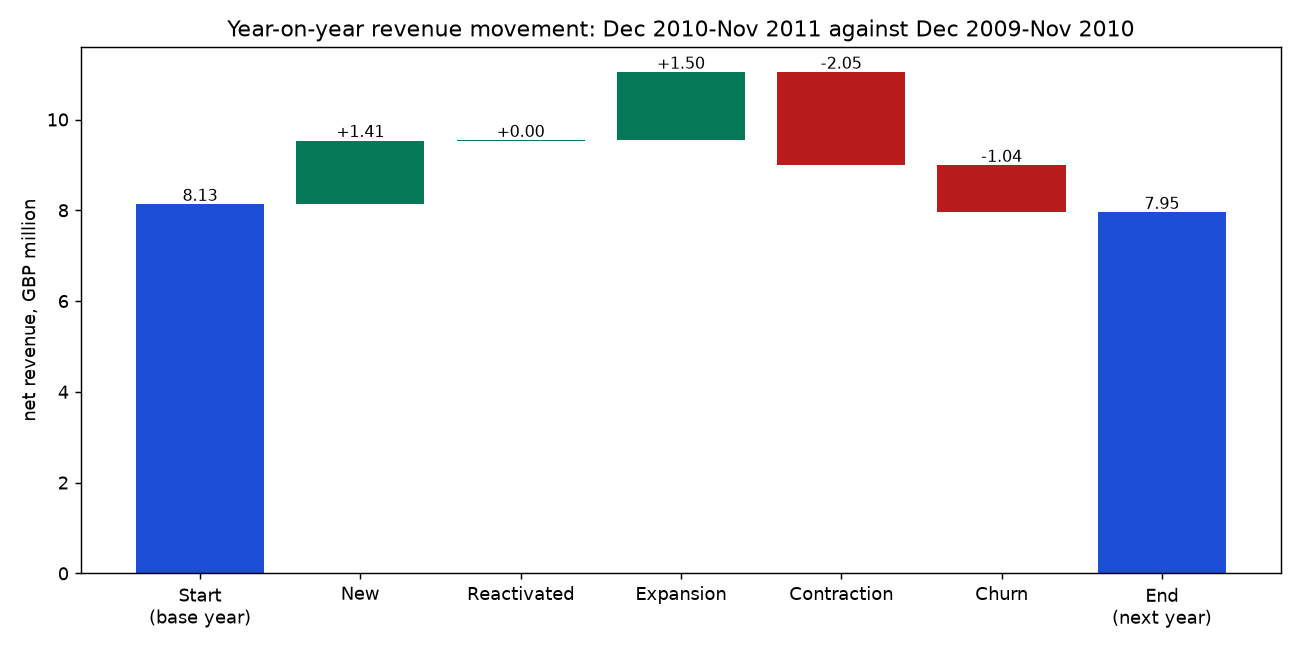 Year-on-year revenue movement: Dec 2010-Nov 2011 against Dec 2009-Nov 2010
net revenue, GBP million
10
8
6
4
2
0
8.13
+1.41
+0.00
+1.50
-2.05
-1.04
7.95
Start
(base year)
New
Reactivated
Expansion
Contraction
Churn
End
(next year)